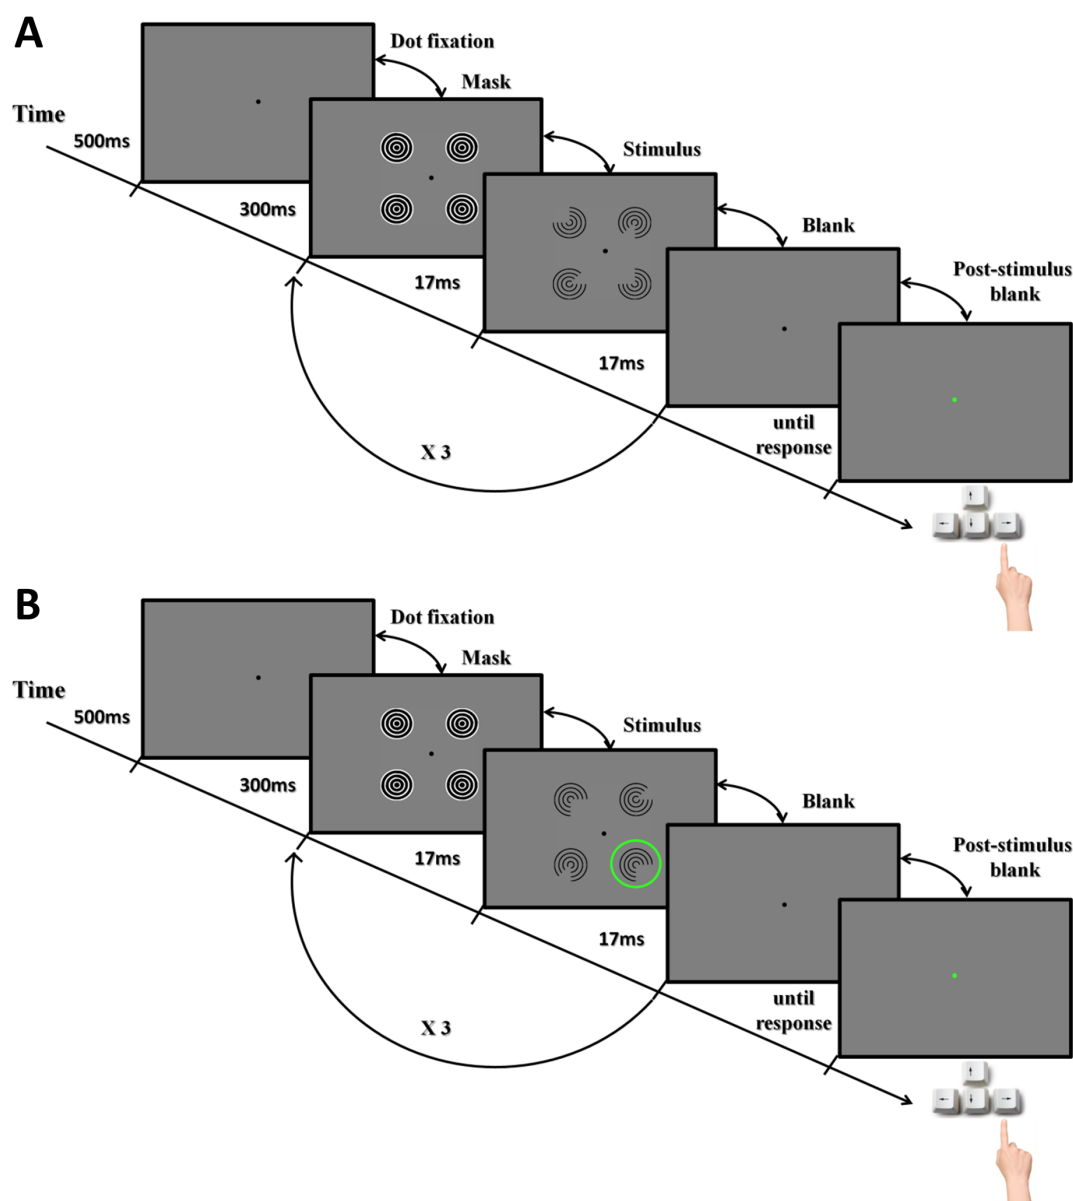 A
Dot fixation
Mask
Time
500ms
Stimulus
300ms
Blank
17ms
Post-stimulus
blank
17ms
until
response
X 3
↑
← ↓ →
B
Dot fixation
Mask
Time
500ms
Stimulus
300ms
Blank
17ms
Post-stimulus
blank
17ms
until
response
X 3
↑
← ↓ →